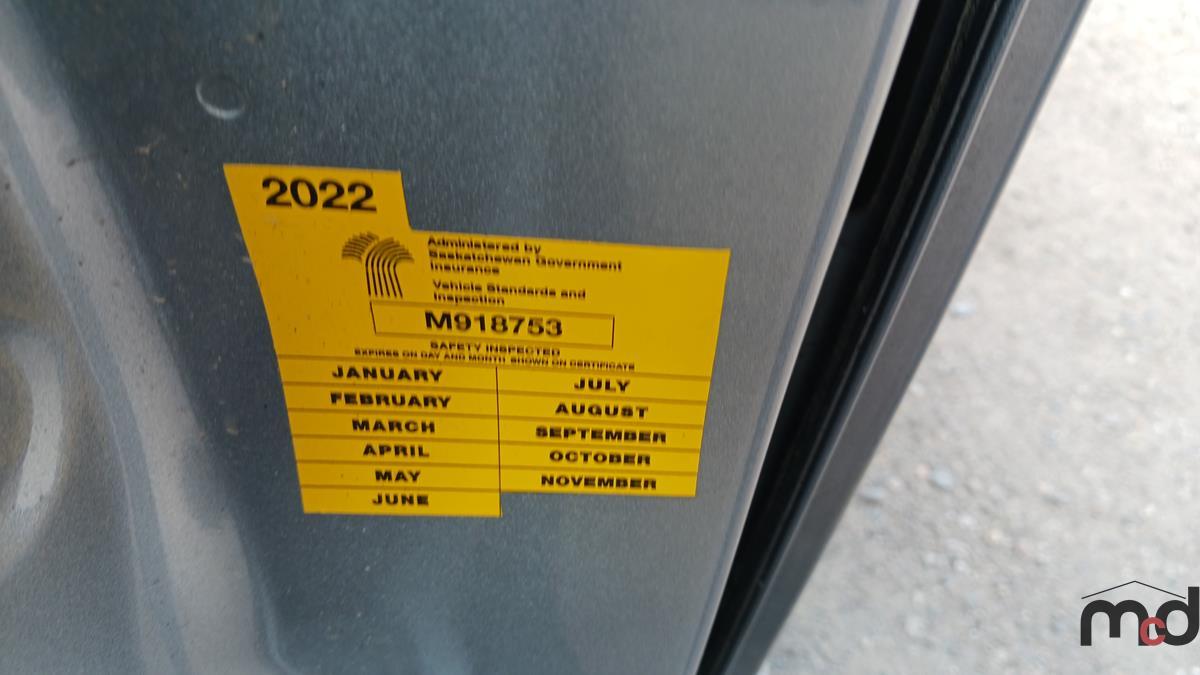 2022
Administered by
Saskatchewan Government
Insurance
Vehicle Standards and
Inspection
M918753
SAFETY INSPECTED
EXPIRES ON DAY AND MONTH SHOWN ON CERTIFICATE
JANUARY
FEBRUARY
MARCH
APRIL
MAY
JUNE
JULY
AUGUST
SEPTEMBER
OCTOBER
NOVEMBER
mcd